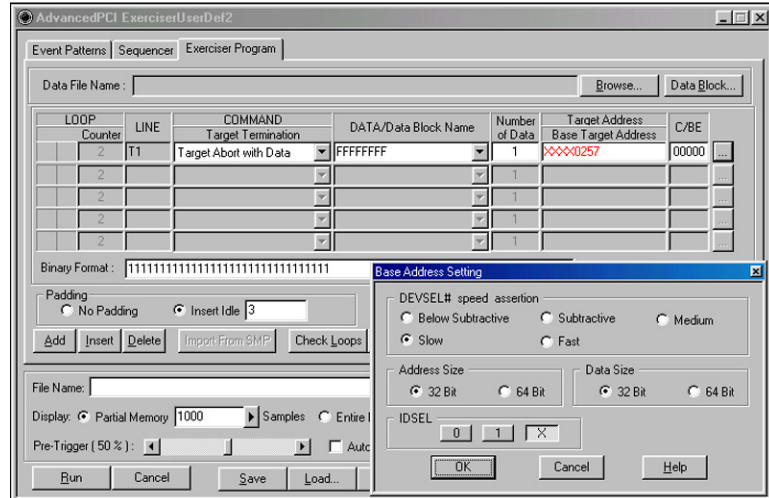 AdvancedPCI ExerciserUserDef2
Event Patterns Sequencer Exerciser Program
Data File Name : Browse... Data Block...
LOOP LINE COMMAND DATA/Data Block Name Number of Data Target Address C/BE
Counter Target Termination Base Target Address
2 T1 Target Abort with Data FFFFFFFF 1 XXXX0257 00000 ...
2 1 ...
2 1 ...
2 1 ...
2 1 ...
Binary Format : 11111111111111111111111111111111
Padding
No Padding Insert Idle 3
Add Insert Delete Import From SMP Check Loops
File Name:
Display: Partial Memory 1000 Samples Entire
Pre-Trigger ( 50 % ) : Auto
Run Cancel Save Load...
Base Address Setting
DEVSEL# speed assertion
Below Subtractive Subtractive Medium
Slow Fast
Address Size Data Size
32 Bit 64 Bit 32 Bit 64 Bit
IDSEL
0 1 X
OK Cancel Help